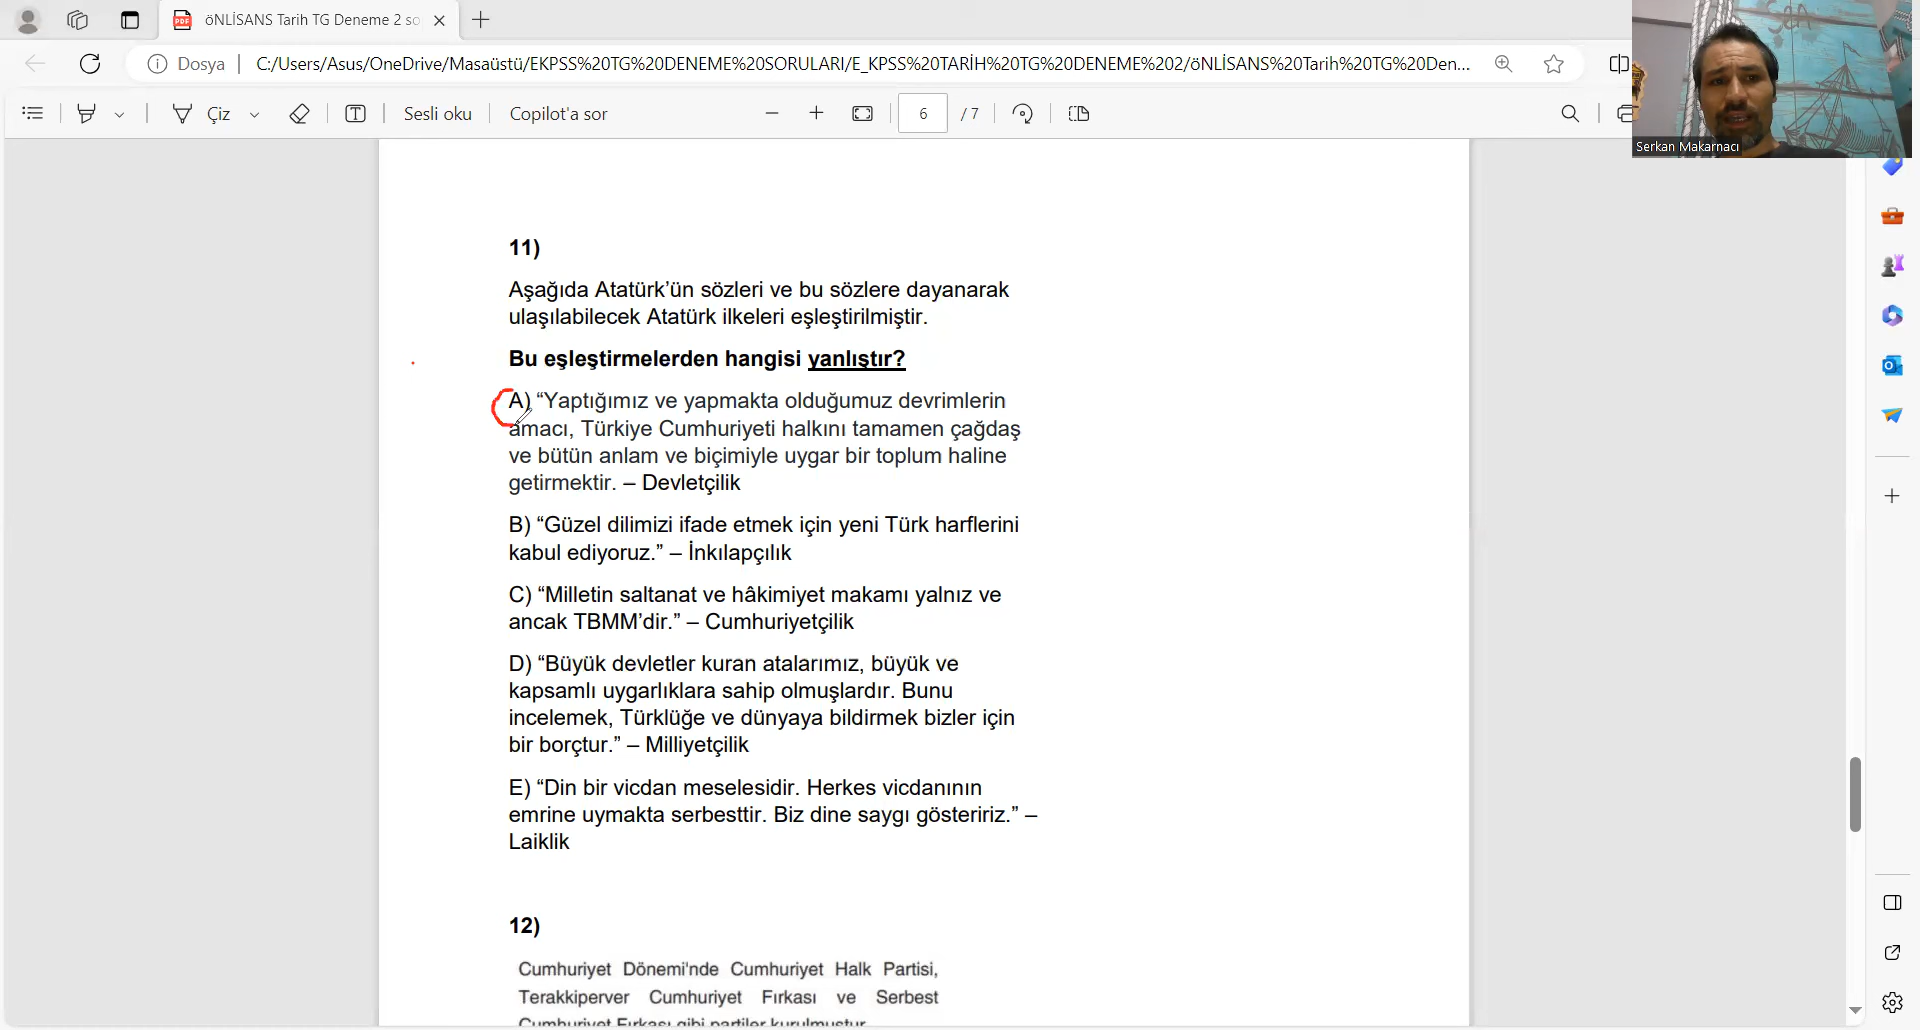 öNLİSANS Tarih TG Deneme 2 so
Dosya
C:/Users/Asus/OneDrive/Masaüstü/EKPSS%20TG%20DENEME%20SORULARI/E_KPSS%20TARİH%20TG%20DENEME%202/öNLİSANS%20Tarih%20TG%20Den...
Çiz
Sesli oku
Copilot'a sor
6 / 7
Serkan Makarnacı
11)
Aşağıda Atatürk’ün sözleri ve bu sözlere dayanarak
ulaşılabilecek Atatürk ilkeleri eşleştirilmiştir.
Bu eşleştirmelerden hangisi yanlıştır?
A) “Yaptığımız ve yapmakta olduğumuz devrimlerin
amacı, Türkiye Cumhuriyeti halkını tamamen çağdaş
ve bütün anlam ve biçimiyle uygar bir toplum haline
getirmektir. – Devletçilik
B) “Güzel dilimizi ifade etmek için yeni Türk harflerini
kabul ediyoruz.” – İnkılapçılık
C) “Milletin saltanat ve hâkimiyet makamı yalnız ve
ancak TBMM’dir.” – Cumhuriyetçilik
D) “Büyük devletler kuran atalarımız, büyük ve
kapsamlı uygarlıklara sahip olmuşlardır. Bunu
incelemek, Türklüğe ve dünyaya bildirmek bizler için
bir borçtur.” – Milliyetçilik
E) “Din bir vicdan meselesidir. Herkes vicdanının
emrine uymakta serbesttir. Biz dine saygı gösteririz.” –
Laiklik
12)
Cumhuriyet Dönemi'nde Cumhuriyet Halk Partisi,
Terakkiperver Cumhuriyet Fırkası ve Serbest
Cumhuriyet Fırkası gibi partiler kurulmuştur